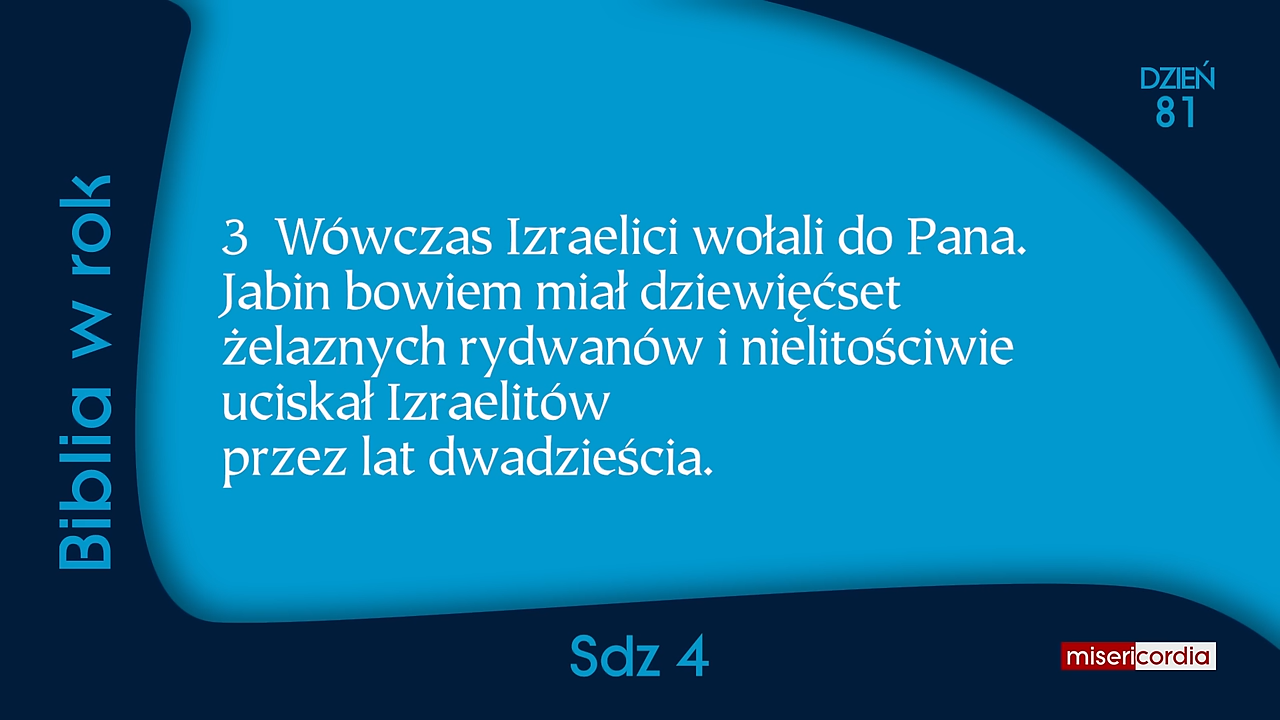 DZIEŃ
81
Biblia w rok
3 Wówczas Izraelici wołali do Pana.
Jabin bowiem miał dziewięćset
żelaznych rydwanów i nielitościwie
uciskał Izraelitów
przez lat dwadzieścia.
Sdz 4
misericordia